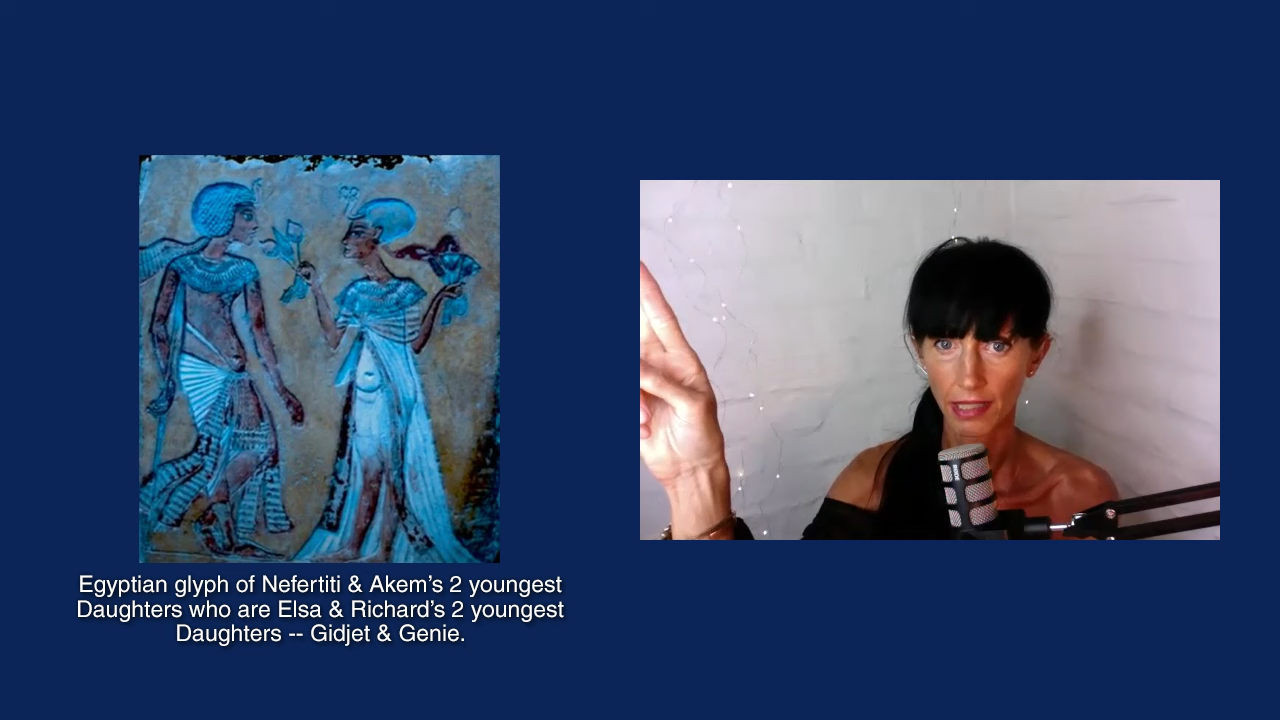 Egyptian glyph of Nefertiti & Akem’s 2 youngest
Daughters who are Elsa & Richard’s 2 youngest
Daughters -- Gidjet & Genie.